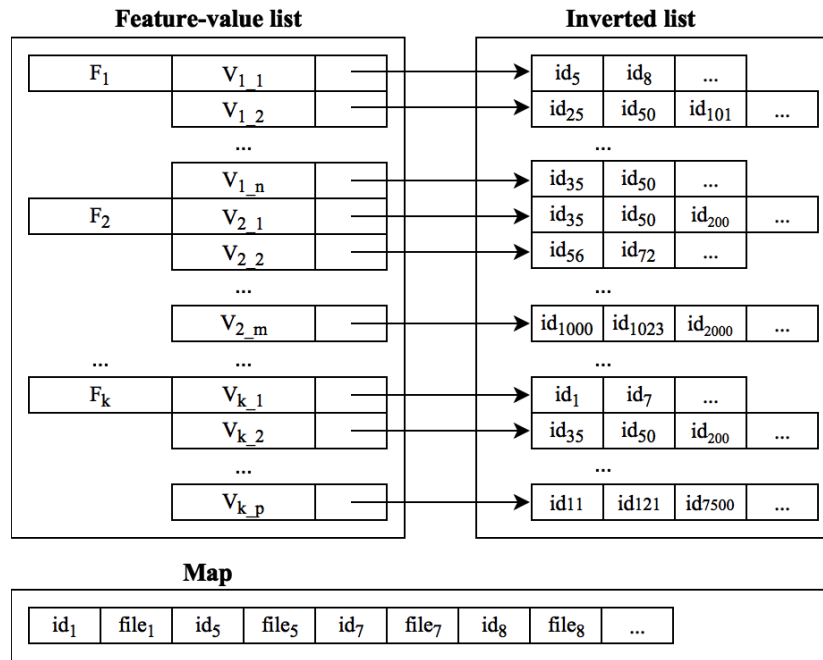 Feature-value list Inverted list
F₁ V₁_₁ id₅ id₈ ...
V₁_₂ id₂₅ id₅₀ id₁₀₁ ...
... ...
V₁_ₙ id₃₅ id₅₀ ...
F₂ V₂_₁ id₃₅ id₅₀ id₂₀₀ ...
V₂_₂ id₅₆ id₇₂ ...
... ...
V₂_ₘ id₁₀₀₀ id₁₀₂₃ id₂₀₀₀ ...
... ... ...
Fₖ Vₖ_₁ id₁ id₇ ...
Vₖ_₂ id₃₅ id₅₀ id₂₀₀ ...
... ...
Vₖ_ₚ id₁₁ id₁₂₁ id₇₅₀₀ ...
Map
id₁ file₁ id₅ file₅ id₇ file₇ id₈ file₈ ...